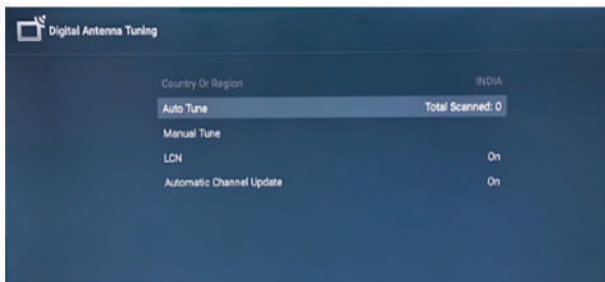 Digital Antenna Tuning
Country Or Region INDIA
Auto Tune Total Scanned: 0
Manual Tune
LCN On
Automatic Channel Update On